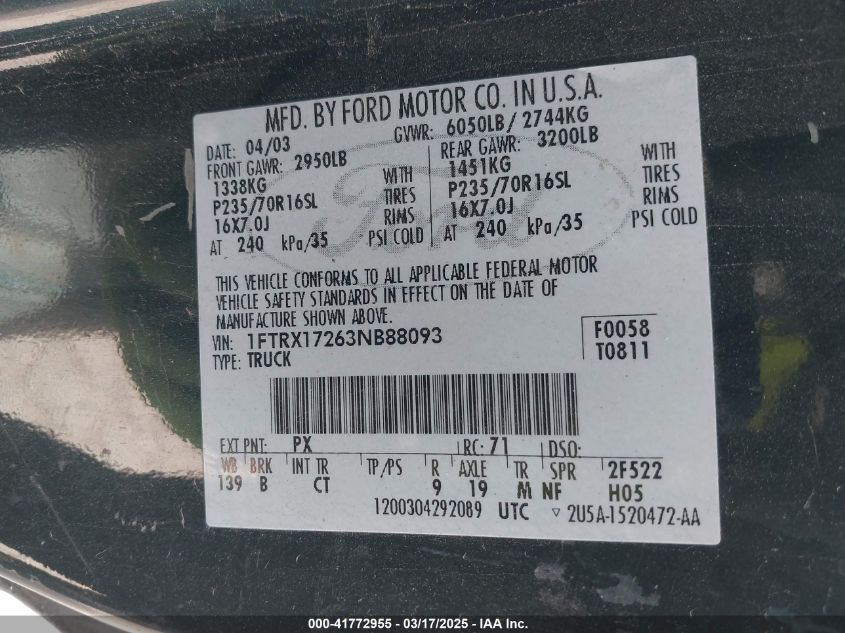 MFD. BY FORD MOTOR CO. IN U.S.A.
DATE: 04/03 GVWR: 6050LB/ 2744KG
FRONT GAWR: 2950LB REAR GAWR: 3200LB
1338KG WITH 1451KG WITH
P235/70R16SL TIRES P235/70R16SL TIRES
16X7.0J RIMS 16X7.0J RIMS
AT 240 kPa/35 PSI COLD AT 240 kPa/35 PSI COLD
Ford
THIS VEHICLE CONFORMS TO ALL APPLICABLE FEDERAL MOTOR
VEHICLE SAFETY STANDARDS IN EFFECT ON THE DATE OF
MANUFACTURE SHOWN ABOVE.
VIN: 1FTRX17263NB88093 F0058
TYPE: TRUCK T0811
EXT PNT: PX RC: 71 DSO:
WB BRK INT TR TP/PS R AXLE TR SPR 2F522
139 B CT 9 19 M NF H05
1200304292089 UTC ▽ 2U5A-1520472-AA
000-41772955 - 03/17/2025 - IAA Inc.